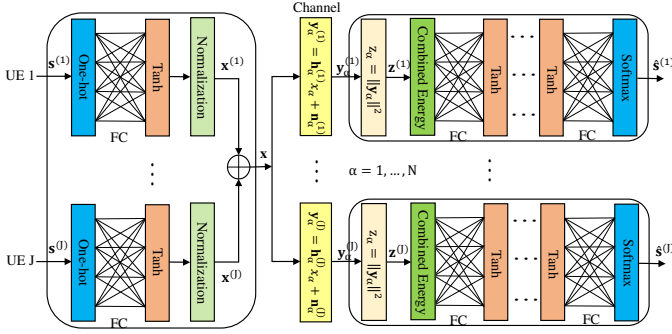 Channel
UE 1
s^(1)
One-hot
FC
Tanh
Normalization
x^(1)
x
y_α^(1) = h_α^(1) x_α + n_α^(1)
y_α^(1)
z_α = ||y_α||^2
z^(1)
Combined Energy
FC
Tanh
Tanh
FC
Softmax
ŝ^(1)
α = 1, …, N
UE J
s^(J)
One-hot
FC
Tanh
Normalization
x^(J)
y_α^(J) = h_α^(J) x_α + n_α^(J)
y_α^(J)
z_α = ||y_α||^2
z^(J)
Combined Energy
FC
Tanh
Tanh
FC
Softmax
ŝ^(J)